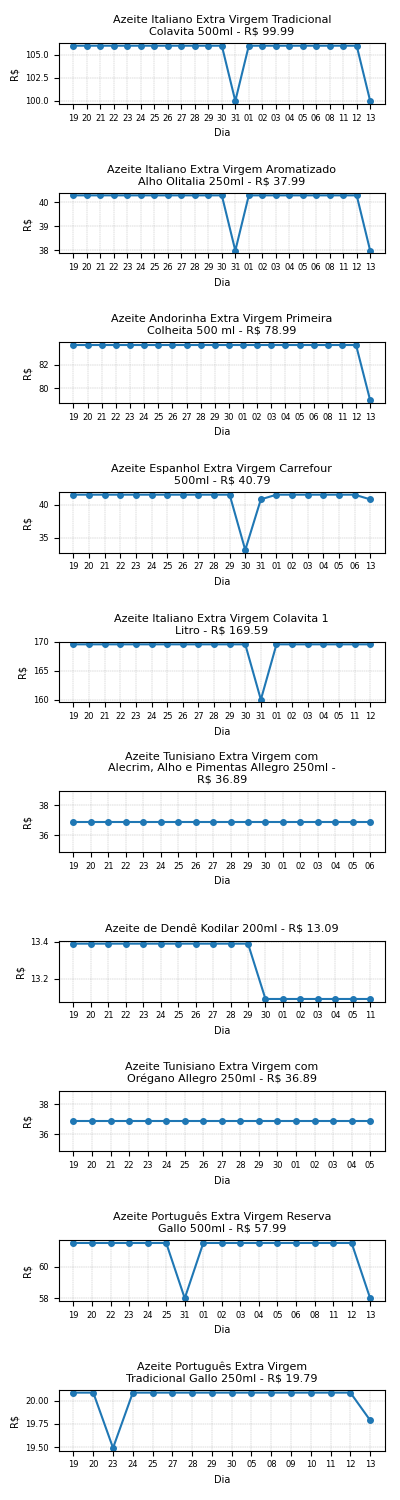 Azeite Italiano Extra Virgem Tradicional
Colavita 500ml - R$ 99.99
105.0
102.5
100.0
R$
19 20 21 22 23 24 25 26 27 28 29 30 31 01 02 03 04 05 06 08 11 12 13
Dia
Azeite Italiano Extra Virgem Aromatizado
Alho Olitalia 250ml - R$ 37.99
40
39
38
R$
19 20 21 22 23 24 25 26 27 28 29 30 31 01 02 03 04 05 06 08 11 12 13
Dia
Azeite Andorinha Extra Virgem Primeira
Colheita 500 ml - R$ 78.99
82
80
R$
19 20 21 22 23 24 25 26 27 28 29 30 01 02 03 04 05 06 08 11 12 13
Dia
Azeite Espanhol Extra Virgem Carrefour
500ml - R$ 40.79
40
35
R$
19 20 21 22 23 24 25 26 27 28 29 30 31 01 02 03 04 05 06 13
Dia
Azeite Italiano Extra Virgem Colavita 1
Litro - R$ 169.59
170
165
160
R$
19 20 21 22 23 24 25 26 27 28 29 30 31 01 02 03 04 05 11 12
Dia
Azeite Tunisiano Extra Virgem com
Alecrim, Alho e Pimentas Allegro 250ml -
R$ 36.89
38
36
R$
19 20 21 22 23 24 25 26 27 28 29 30 01 02 03 04 05 06
Dia
Azeite de Dendê Kodilar 200ml - R$ 13.09
13.4
13.2
R$
19 20 21 22 23 24 25 26 27 28 29 30 01 02 03 04 05 11
Dia
Azeite Tunisiano Extra Virgem com
Orégano Allegro 250ml - R$ 36.89
38
36
R$
19 20 21 22 23 24 25 26 27 28 29 30 01 02 03 04 05
Dia
Azeite Português Extra Virgem Reserva
Gallo 500ml - R$ 57.99
60
58
R$
19 20 22 23 24 25 31 01 02 03 04 05 06 08 11 12 13
Dia
Azeite Português Extra Virgem
Tradicional Gallo 250ml - R$ 19.79
20.00
19.75
19.50
R$
19 20 23 24 25 27 28 29 30 05 08 09 10 11 12 13
Dia